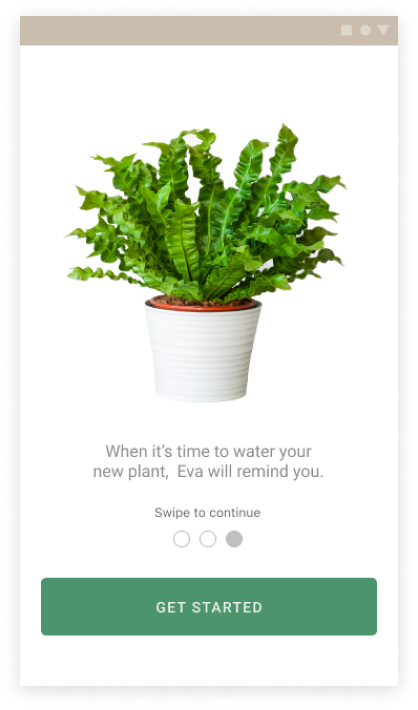 When it's time to water your
new plant,  Eva will remind you.
Swipe to continue
GET STARTED